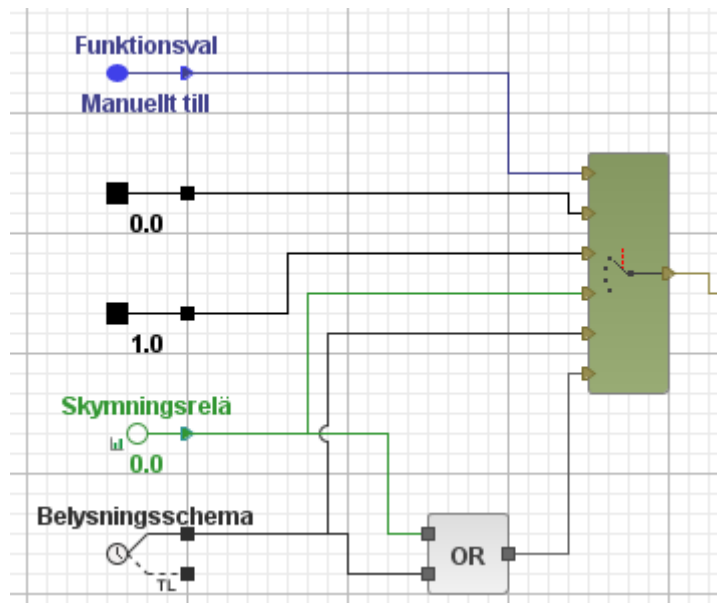 Funktionsval
Manuellt till
0.0
1.0
Skymningsrelä
0.0
Belysningsschema
TL
OR